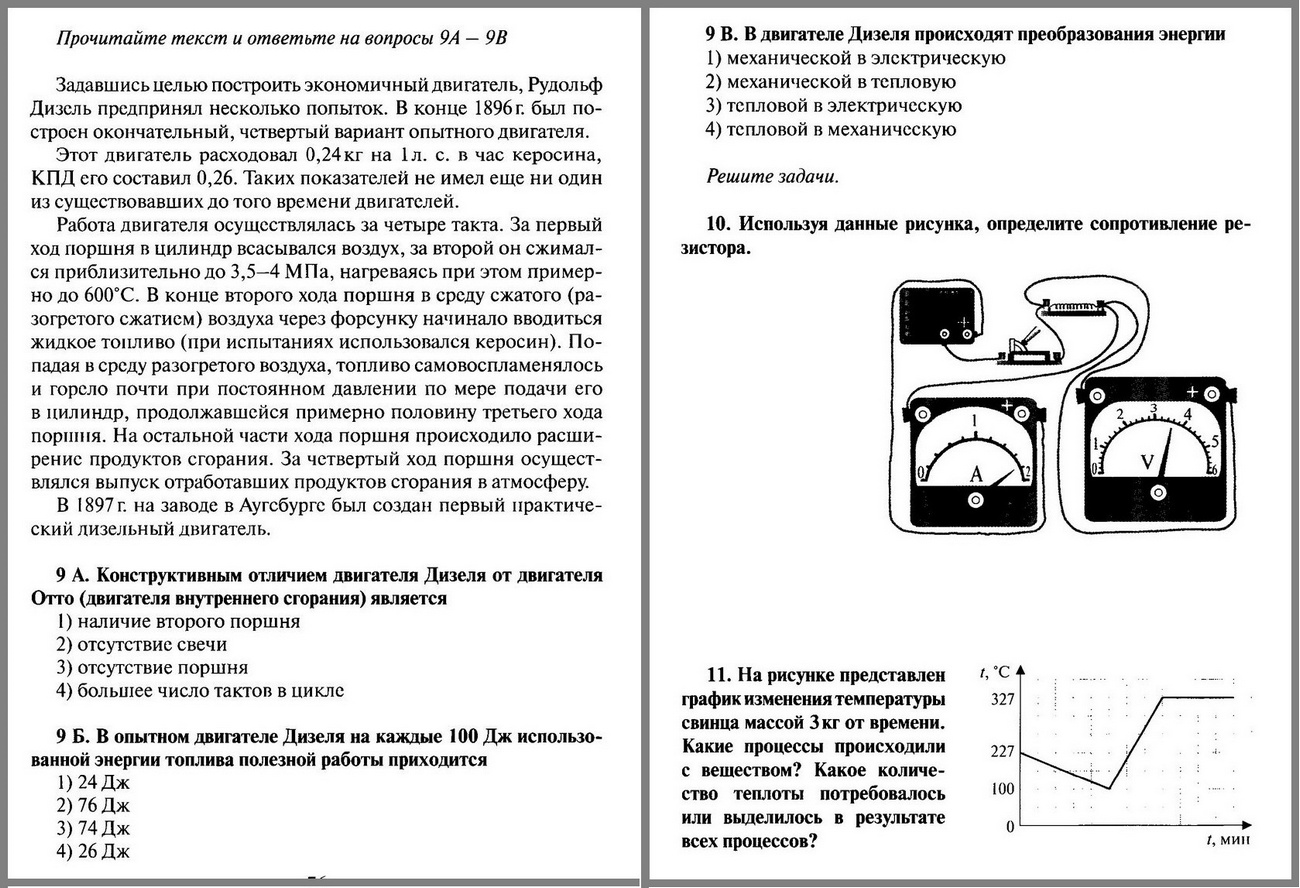 Прочитайте текст и ответьте на вопросы 9А – 9В
Задавшись целью построить экономичный двигатель, Рудольф
Дизель предпринял несколько попыток. В конце 1896 г. был по-
строен окончательный, четвертый вариант опытного двигателя.
Этот двигатель расходовал 0,24 кг на 1 л. с. в час керосина,
КПД его составил 0,26. Таких показателей не имел еще ни один
из существовавших до того времени двигателей.
Работа двигателя осуществлялась за четыре такта. За первый
ход поршня в цилиндр всасывался воздух, за второй он сжимал-
ся приблизительно до 3,5–4 МПа, нагреваясь при этом пример-
но до 600°С. В конце второго хода поршня в среду сжатого (ра-
зогретого сжатием) воздуха через форсунку начинало вводиться
жидкое топливо (при испытаниях использовался керосин). По-
падая в среду разогретого воздуха, топливо самовоспламенялось
и горело почти при постоянном давлении по мере подачи его
в цилиндр, продолжавшейся примерно половину третьего хода
поршня. На остальной части хода поршня происходило расши-
рение продуктов сгорания. За четвертый ход поршня осущест-
влялся выпуск отработавших продуктов сгорания в атмосферу.
В 1897 г. на заводе в Аугсбурге был создан первый практиче-
ский дизельный двигатель.
9 А. Конструктивным отличием двигателя Дизеля от двигателя
Отто (двигателя внутреннего сгорания) является
1) наличие второго поршня
2) отсутствие свечи
3) отсутствие поршня
4) большее число тактов в цикле
9 Б. В опытном двигателе Дизеля на каждые 100 Дж использо-
ванной энергии топлива полезной работы приходится
1) 24 Дж
2) 76 Дж
3) 74 Дж
4) 26 Дж
9 В. В двигателе Дизеля происходят преобразования энергии
1) механической в электрическую
2) механической в тепловую
3) тепловой в электрическую
4) тепловой в механическую
Решите задачи.
10. Используя данные рисунка, определите сопротивление ре-
зистора.
+
+
0 1 2
A
+
0 1 2 3 4 5 6
V
11. На рисунке представлен
график изменения температуры
свинца массой 3 кг от времени.
Какие процессы происходили
с веществом? Какое количе-
ство теплоты потребовалось
или выделилось в результате
всех процессов?
t, °С
327
227
100
0
t, мин